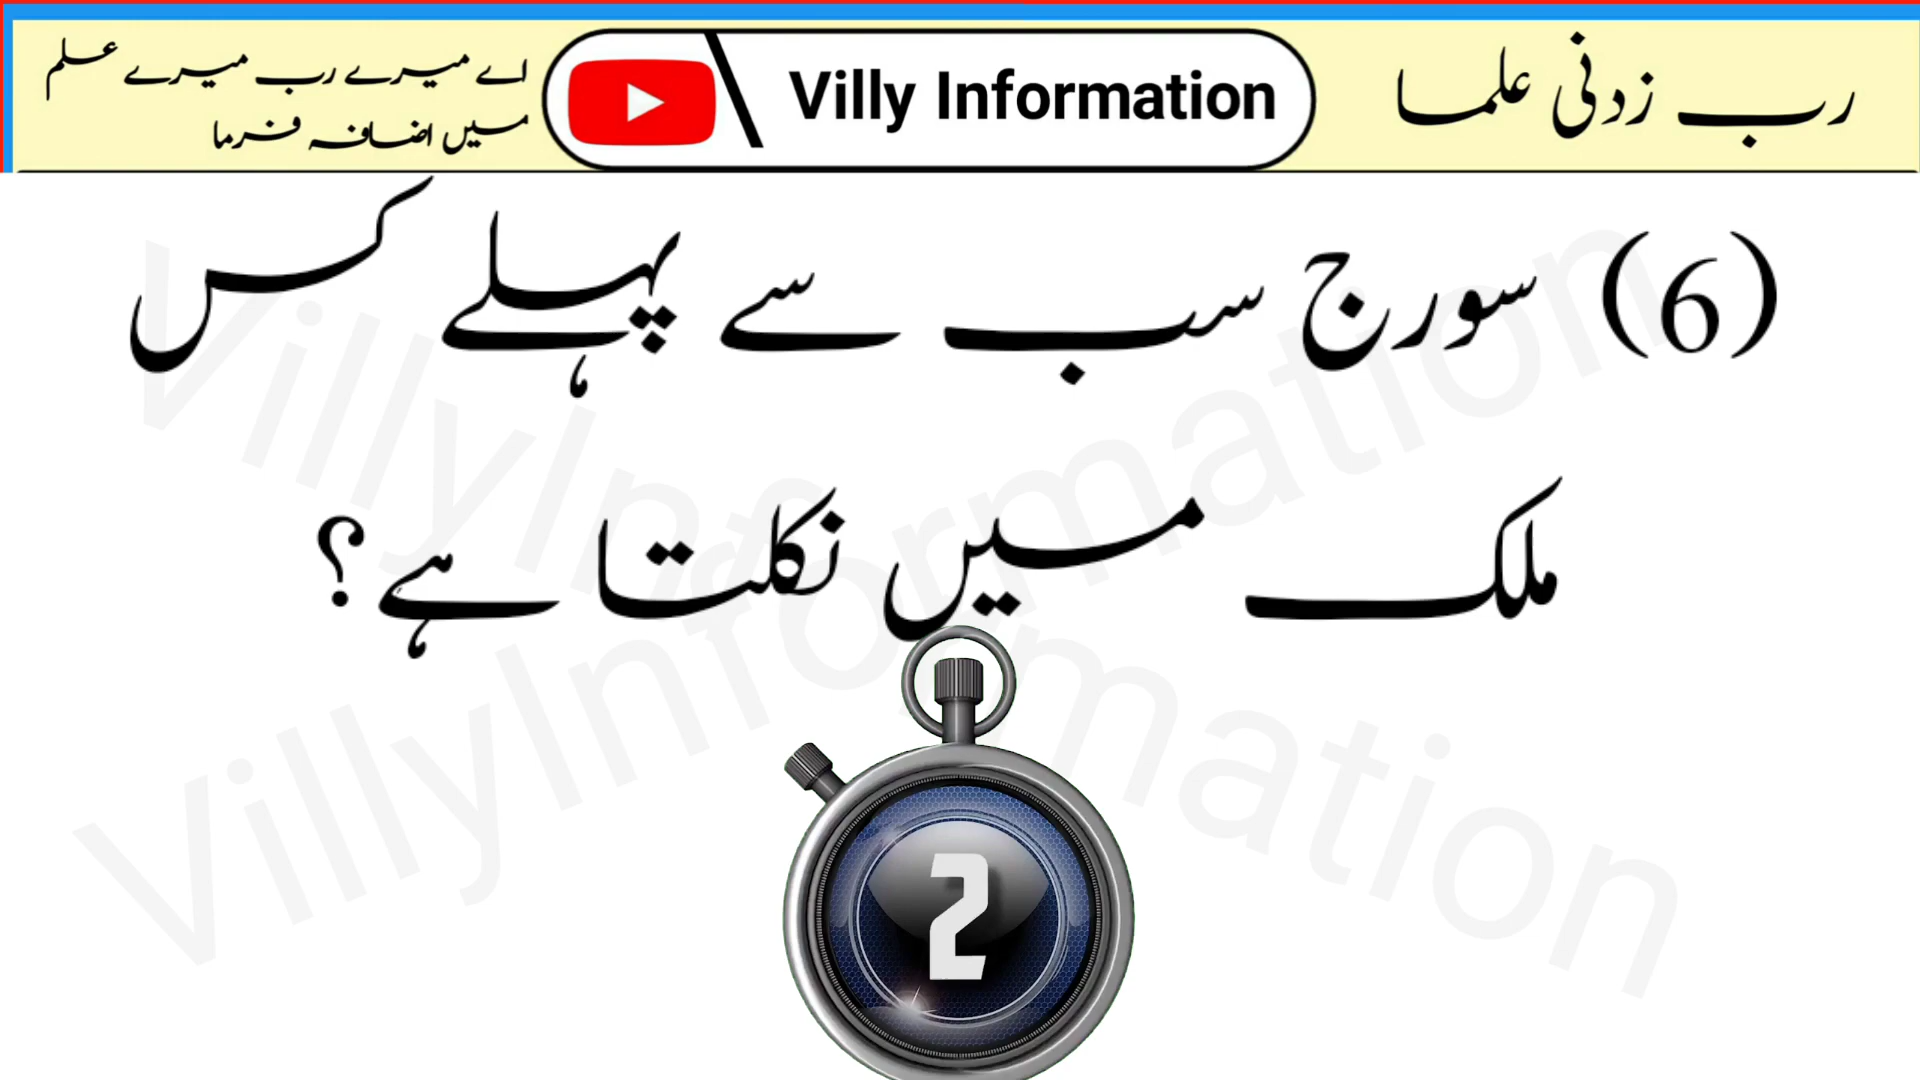 رب زدنی علما
Villy Information
اے میرے رب میرے علم
میں اضافہ فرما
(6) سورج سب سے پہلے کس
ملک میں نکلتا ہے؟
2
VillyInformation
VillyInformation